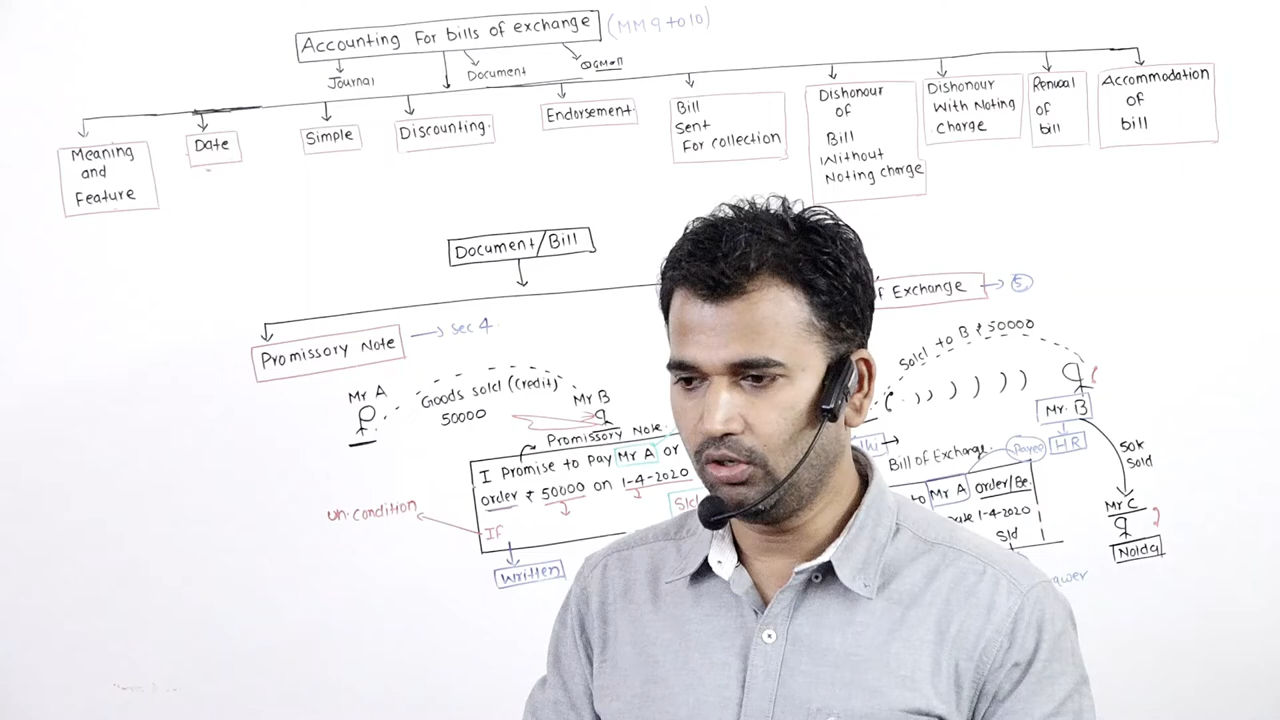 Accounting For bills of exchange
(MM 9 to 10)
Journal
Document
Meaning
and
Feature
Date
Simple
Discounting.
Endorsement
Bill
Sent
For collection
Dishonour
of
Bill
Without
Noting charge
Dishonour
With Noting
Charge
Renual
of
bill
Accommodation
of
bill
Document/Bill
Promissory Note
Sec 4
f Exchange
5
Mr A
Goods sold (Credit)
50000
Mr B
Promissory Note.
I Promise to pay Mr A or
order ₹ 50000 on 1-4-2020
If
S/d
un.condition
Written
Sold to B ₹ 50000
Mr. B
HR
lhi
Bill of Exchange.
Payee
to Mr A order/Be.
1-4-2020
S/d
awer
50k
Sold
Mr C
Noida